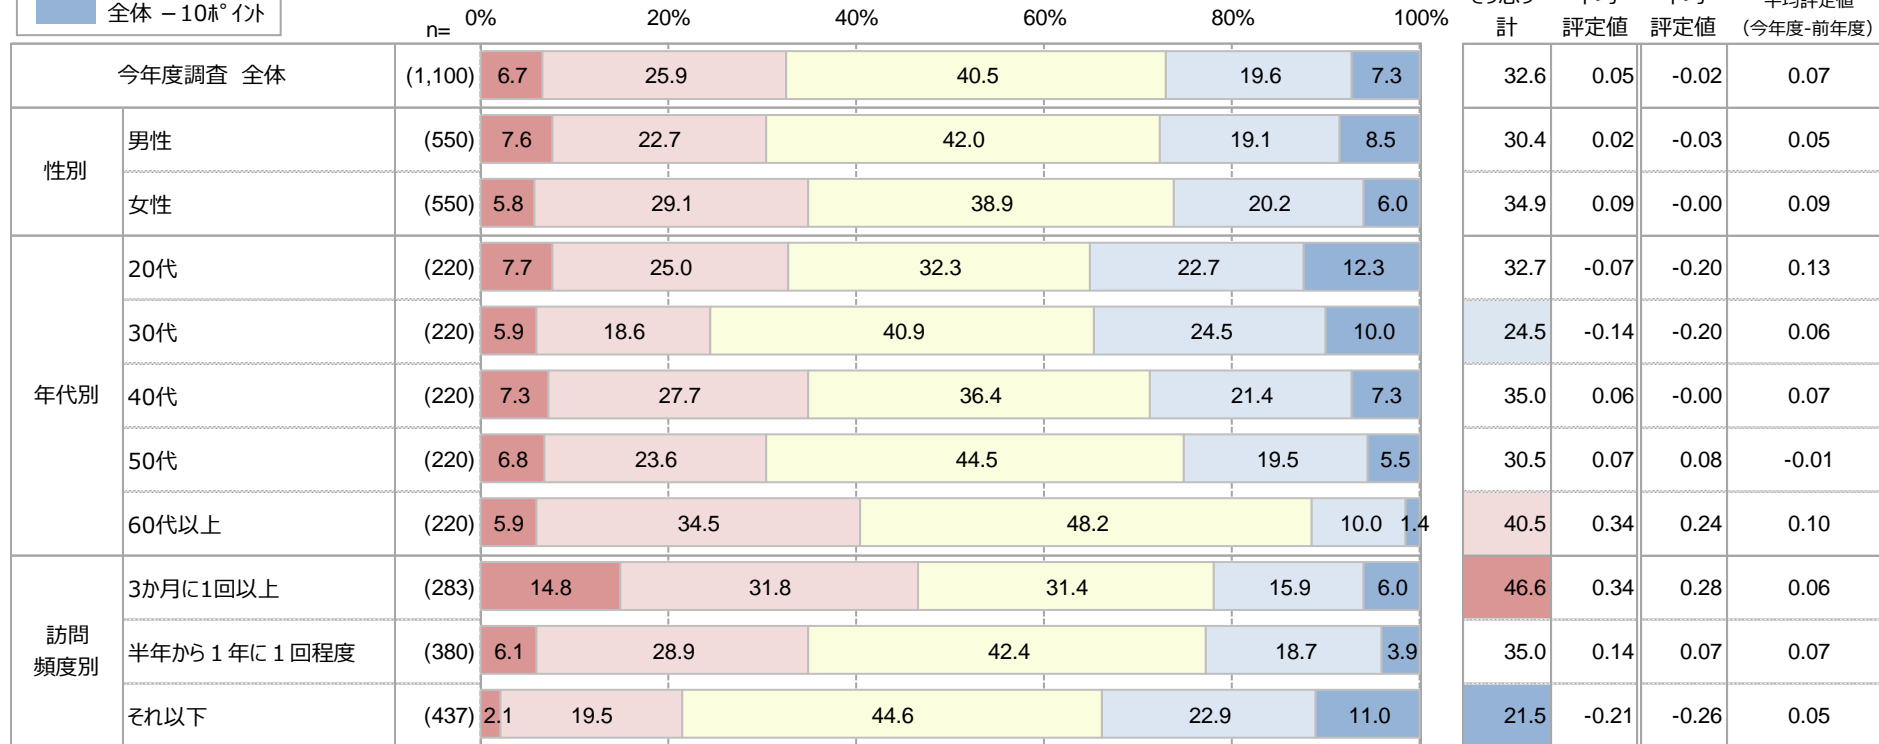 全体 －10ﾎﾟｲﾝﾄ
n=
0% 20% 40% 60% 80% 100%
計 評定値 評定値 (今年度-前年度)
今年度調査 全体 (1,100) 6.7 25.9 40.5 19.6 7.3 32.6 0.05 -0.02 0.07
性別
男性 (550) 7.6 22.7 42.0 19.1 8.5 30.4 0.02 -0.03 0.05
女性 (550) 5.8 29.1 38.9 20.2 6.0 34.9 0.09 -0.00 0.09
年代別
20代 (220) 7.7 25.0 32.3 22.7 12.3 32.7 -0.07 -0.20 0.13
30代 (220) 5.9 18.6 40.9 24.5 10.0 24.5 -0.14 -0.20 0.06
40代 (220) 7.3 27.7 36.4 21.4 7.3 35.0 0.06 -0.00 0.07
50代 (220) 6.8 23.6 44.5 19.5 5.5 30.5 0.07 0.08 -0.01
60代以上 (220) 5.9 34.5 48.2 10.0 1.4 40.5 0.34 0.24 0.10
訪問
頻度別
3か月に1回以上 (283) 14.8 31.8 31.4 15.9 6.0 46.6 0.34 0.28 0.06
半年から１年に１回程度 (380) 6.1 28.9 42.4 18.7 3.9 35.0 0.14 0.07 0.07
それ以下 (437) 2.1 19.5 44.6 22.9 11.0 21.5 -0.21 -0.26 0.05